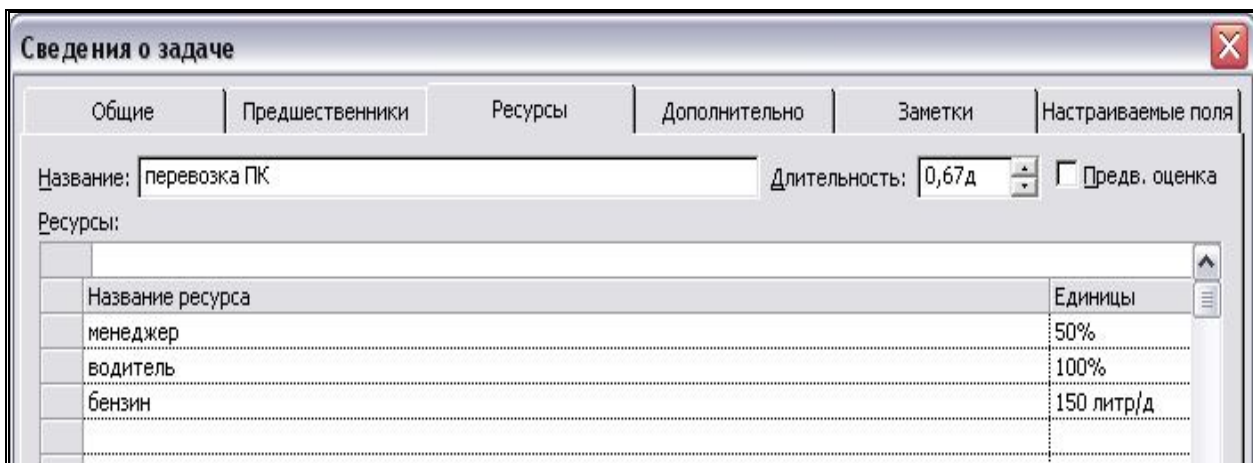 Сведения о задаче
Общие Предшественники Ресурсы Дополнительно Заметки Настраиваемые поля
Название: перевозка ПК Длительность: 0,67д Предв. оценка
Ресурсы:
Название ресурса Единицы
менеджер 50%
водитель 100%
бензин 150 литр/д